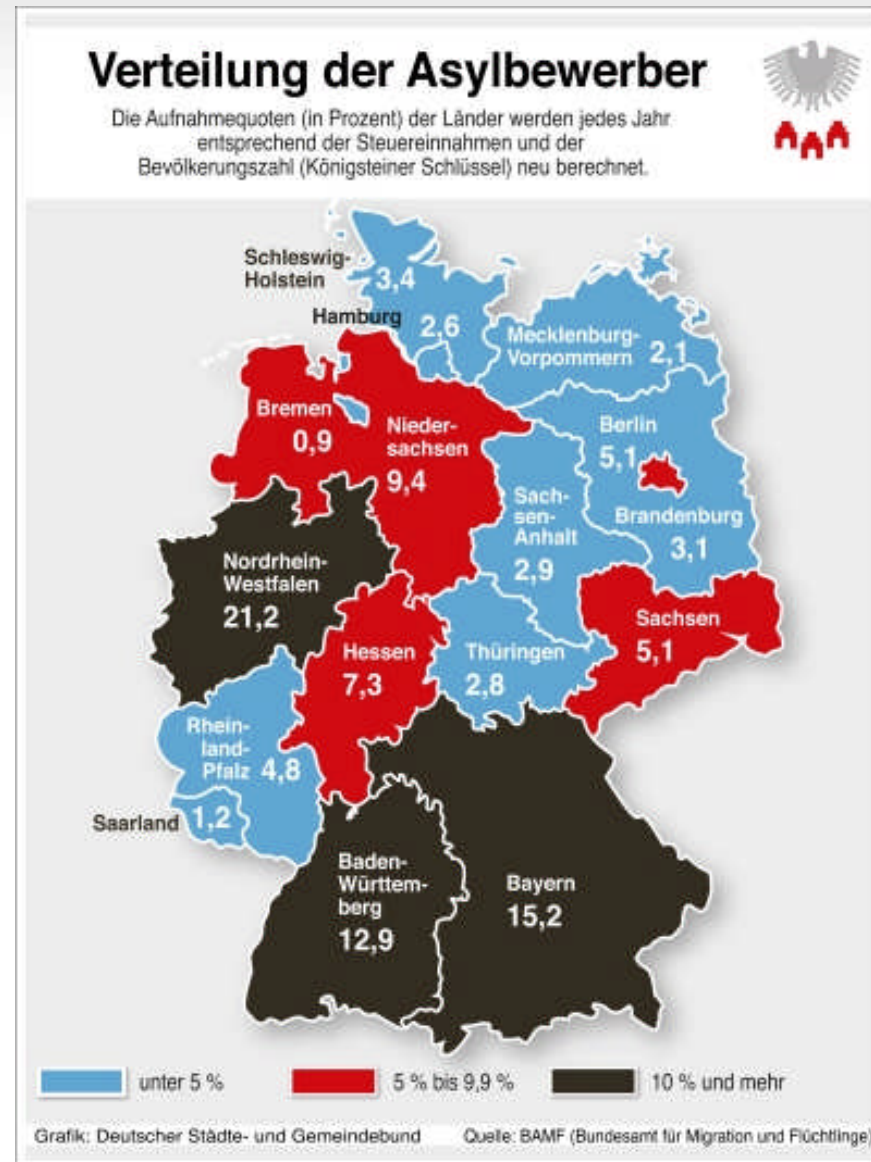 Verteilung der Asylbewerber
Die Aufnahmequoten (in Prozent) der Länder werden jedes Jahr
entsprechend der Steuereinnahmen und der
Bevölkerungszahl (Königsteiner Schlüssel) neu berechnet.
Schleswig-
Holstein
3,4
Hamburg
2,6
Mecklenburg-
Vorpommern
2,1
Bremen
0,9
Nieder-
sachsen
9,4
Berlin
5,1
Sach-
sen-
Anhalt
2,9
Brandenburg
3,1
Nordrhein-
Westfalen
21,2
Hessen
7,3
Thüringen
2,8
Sachsen
5,1
Rhein-
land-
Pfalz
4,8
Saarland
1,2
Baden-
Württem-
berg
12,9
Bayern
15,2
unter 5 %
5 % bis 9,9 %
10 % und mehr
Grafik: Deutscher Städte- und Gemeindebund
Quelle: BAMF (Bundesamt für Migration und Flüchtlinge)